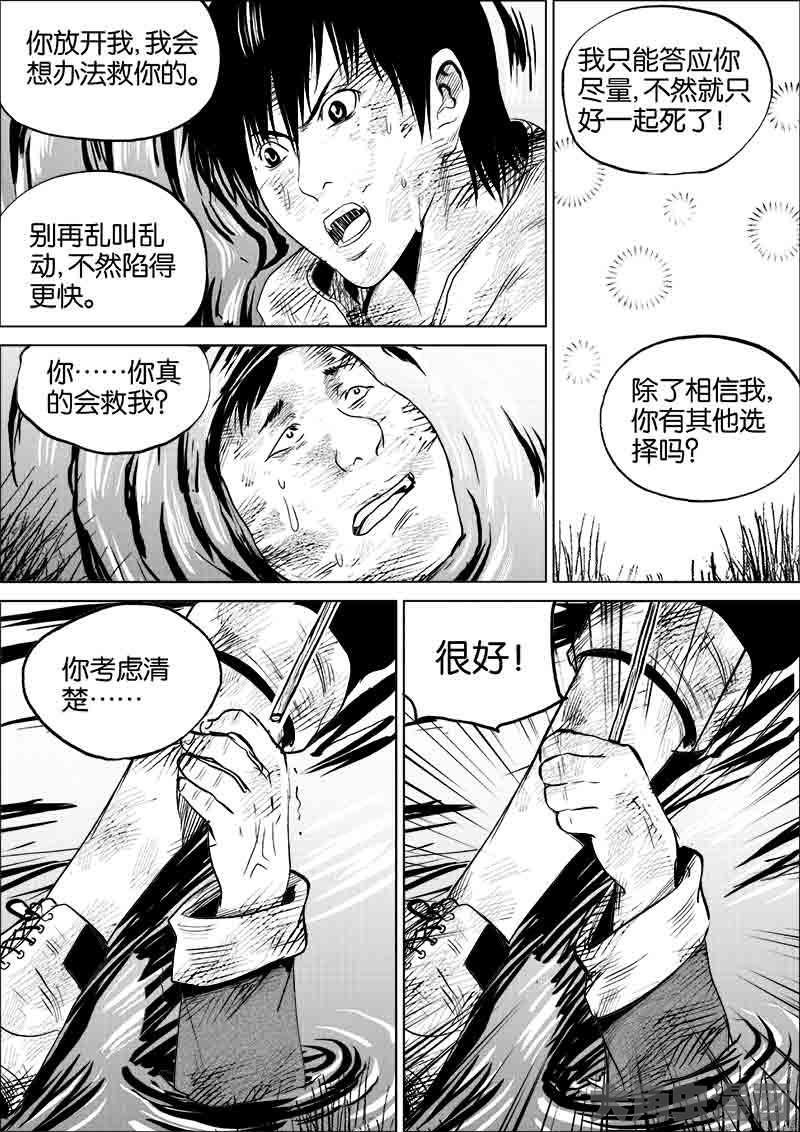 你放开我，我会
想办法救你的。
别再乱叫乱
动，不然陷得
更快。
你……你真
的会救我？
我只能答应你
尽量，不然就只
好一起死了！
除了相信我，
你有其他选
择吗？
你考虑清
楚……
很好！